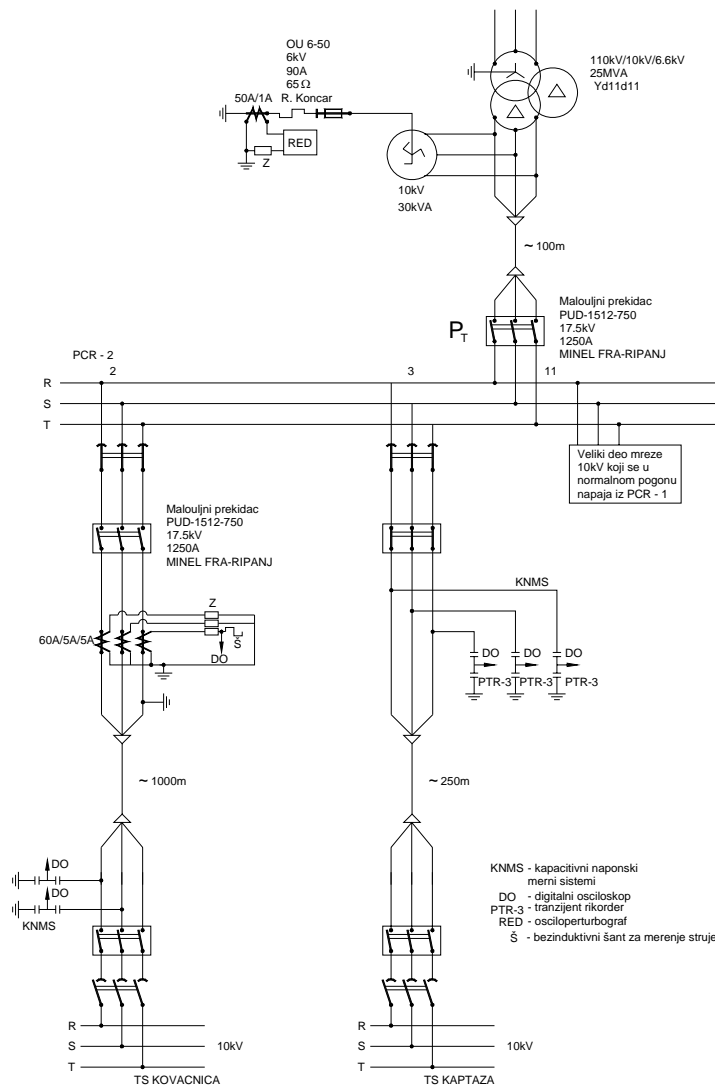 OU 6-50
6kV
90A
65Ω
R. Koncar
50A/1A
RED
Z
110kV/10kV/6.6kV
25MVA
Yd11d11
10kV
30kVA
~100m
Malouljni prekidac
PUD-1512-750
17.5kV
1250A
MINEL FRA-RIPANJ
PT
PCR - 2
2
3
11
R
S
T
Veliki deo mreze
10kV koji se u
normalnom pogonu
napaja iz PCR - 1
Malouljni prekidac
PUD-1512-750
17.5kV
1250A
MINEL FRA-RIPANJ
KNMS
Z
60A/5A/5A
Š
DO
DO
DO
DO
PTR-3
PTR-3
PTR-3
~1000m
~250m
DO
DO
KNMS
KNMS - kapacitivni naponski
merni sistemi
DO - digitalni osciloskop
PTR-3 - tranzijent rikorder
RED - osciloperturbograf
Š - bezinduktivni šant za merenje struje
R
S
10kV
T
TS KOVACNICA
R
S
10kV
T
TS KAPTAZA